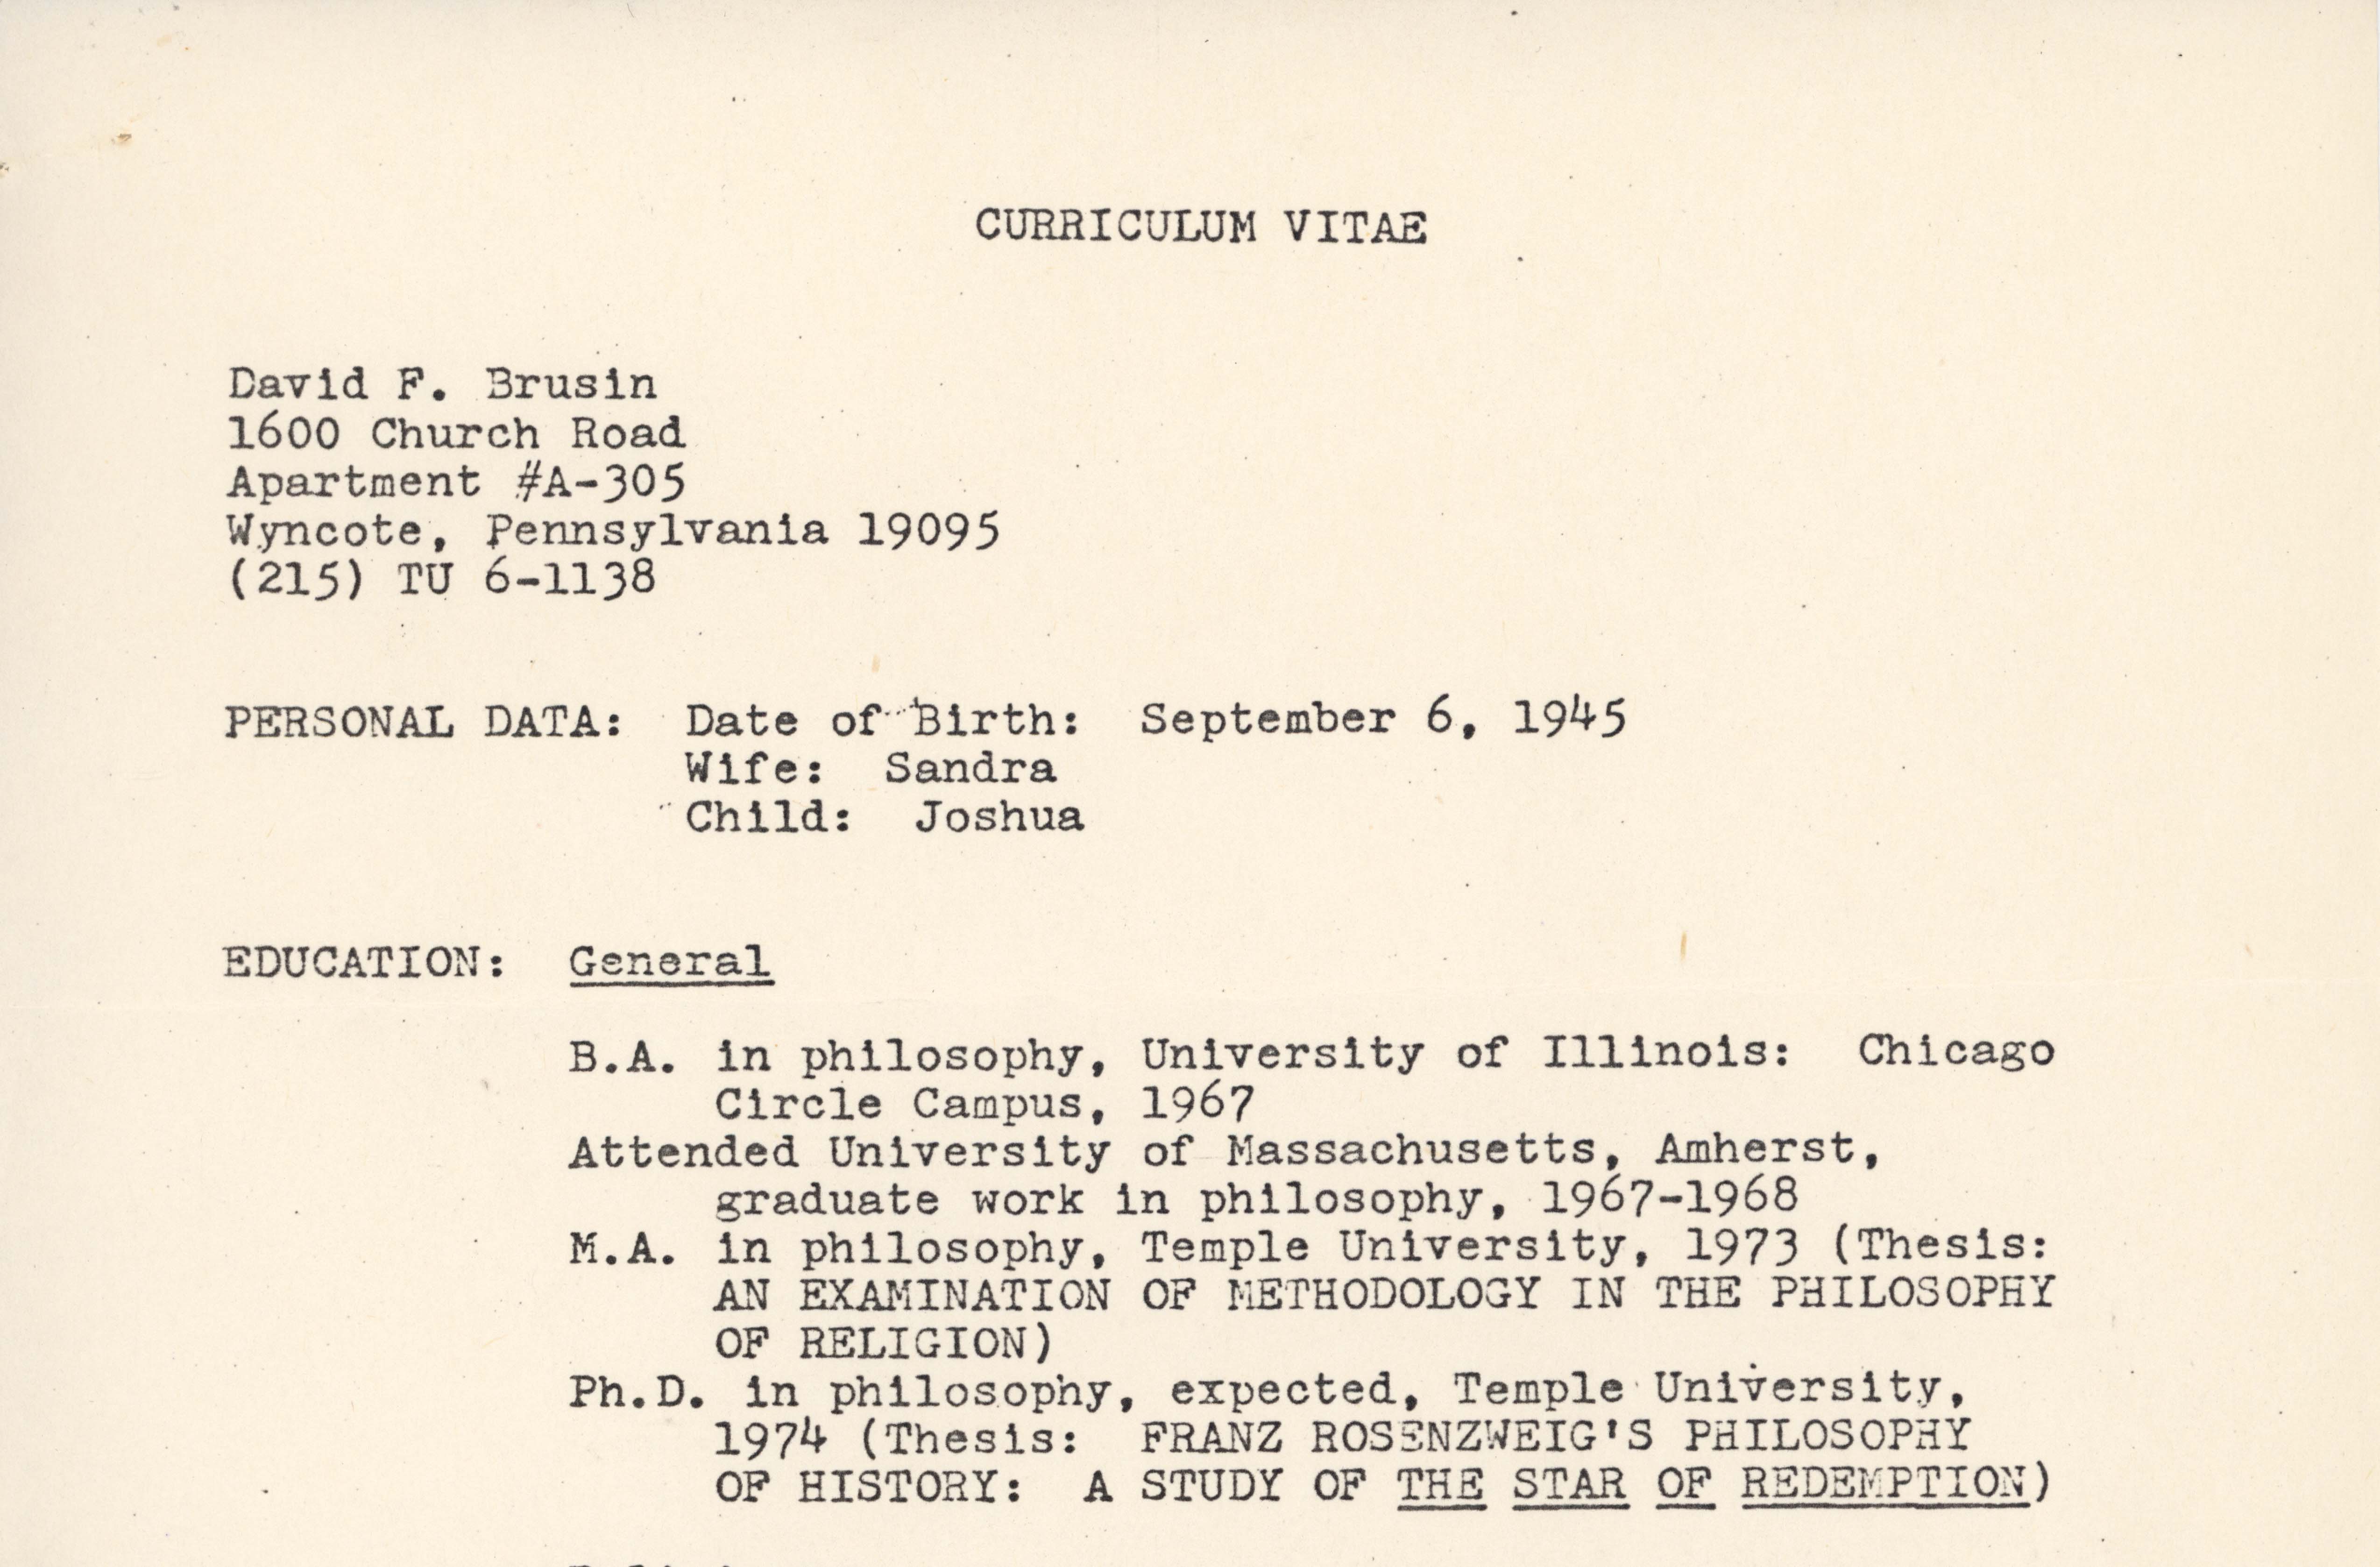 CURRICULUM VITAE
David F. Brusin
1600 Church Road
Apartment #A-305
Wyncote, Pennsylvania 19095
(215) TU 6-1138
PERSONAL DATA: Date of Birth: September 6, 1945
Wife: Sandra
Child: Joshua
EDUCATION: General
B.A. in philosophy, University of Illinois: Chicago
Circle Campus, 1967
Attended University of Massachusetts, Amherst,
graduate work in philosophy, 1967-1968
M.A. in philosophy, Temple University, 1973 (Thesis:
AN EXAMINATION OF METHODOLOGY IN THE PHILOSOPHY
OF RELIGION)
Ph.D. in philosophy, expected, Temple University,
1974 (Thesis: FRANZ ROSENZWEIG'S PHILOSOPHY
OF HISTORY: A STUDY OF THE STAR OF REDEMPTION)